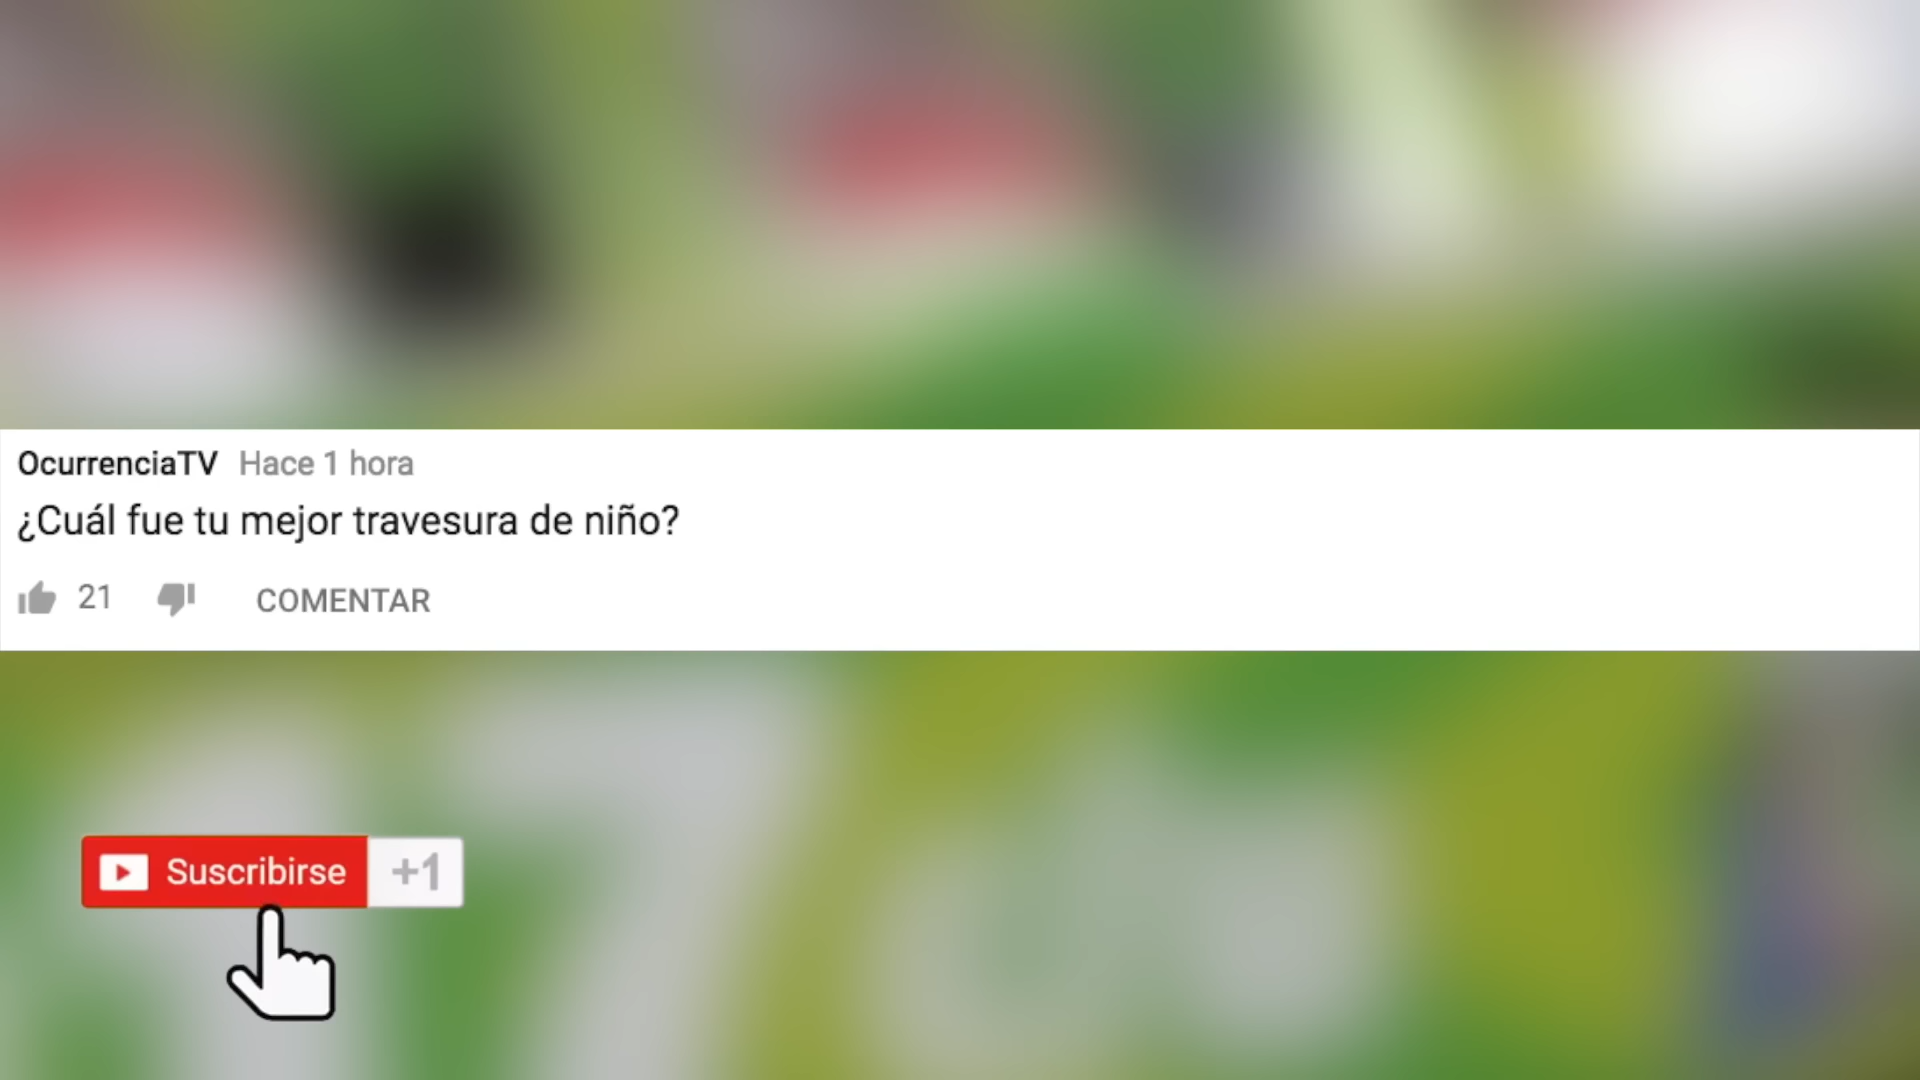 OcurrenciaTV Hace 1 hora
¿Cuál fue tu mejor travesura de niño?
21 COMENTAR
Suscribirse +1